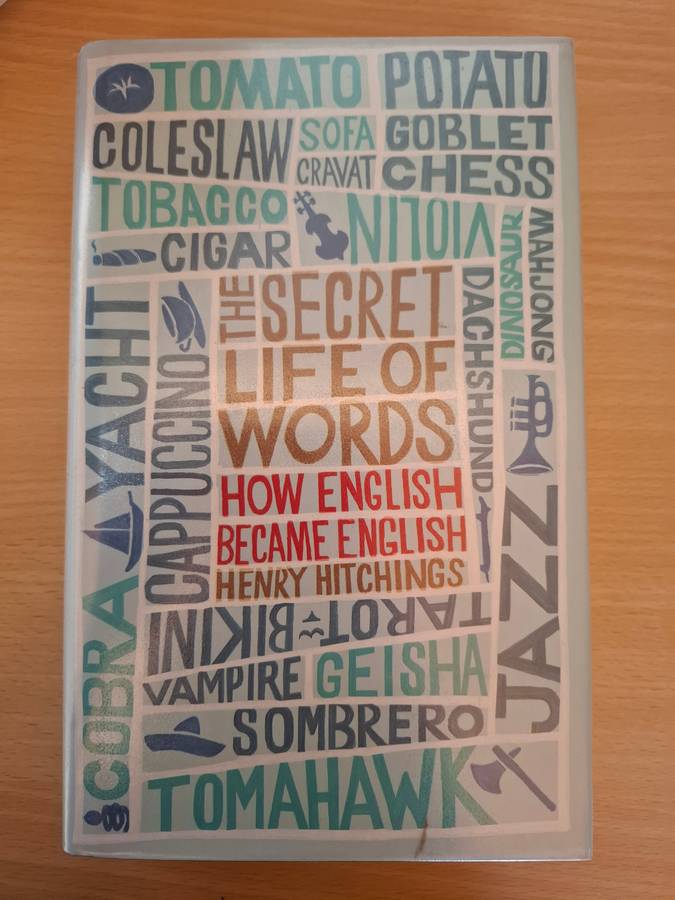 TOMATO POTATO
COLESLAW SOFA GOBLET
CRAVAT CHESS
TOBACCO VIOLIN
CIGAR
DINOSAUR
MAHJONG
YACHT
CAPPUCCINO
THE SECRET
LIFE OF
WORDS
HOW ENGLISH
BECAME ENGLISH
HENRY HITCHINGS
DACHSHUND
JAZZ
COBRA
BIKINI TAROT
VAMPIRE GEISHA
SOMBRERO
TOMAHAWK